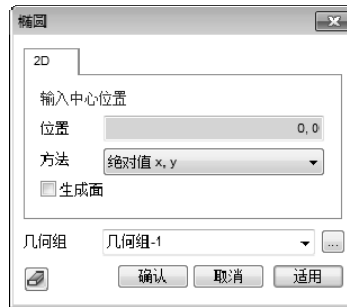 椭圆
2D
输入中心位置
位置 0, 0
方法 绝对值 x, y
生成面
几何组 几何组-1 ...
确认 取消 适用